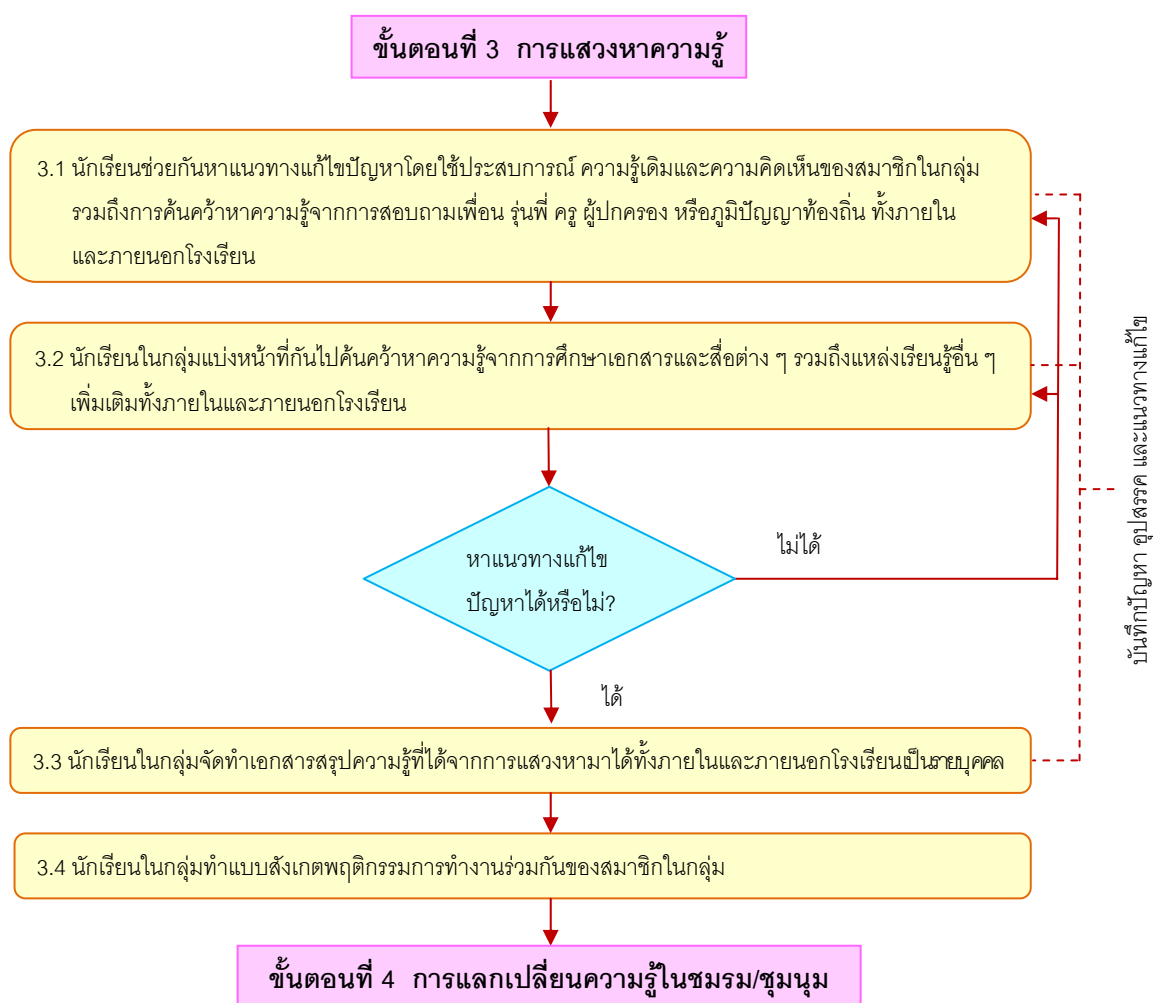 ขั้นตอนที่ 3 การแสวงหาความรู้
3.1 นักเรียนช่วยกันหาแนวทางแก้ไขปัญหาโดยใช้ประสบการณ์ ความรู้เดิมและความคิดเห็นของสมาชิกในกลุ่ม
รวมถึงการค้นคว้าหาความรู้จากการสอบถามเพื่อน รุ่นพี่ ครู ผู้ปกครอง หรือภูมิปัญญาท้องถิ่น ทั้งภายใน
และภายนอกโรงเรียน
3.2 นักเรียนในกลุ่มแบ่งหน้าที่กันไปค้นคว้าหาความรู้จากการศึกษาเอกสารและสื่อต่าง ๆ รวมถึงแหล่งเรียนรู้อื่น ๆ
เพิ่มเติมทั้งภายในและภายนอกโรงเรียน
หาแนวทางแก้ไข
ปัญหาได้หรือไม่?
ไม่ได้
บันทึกปัญหา อุปสรรค และแนวทางแก้ไข
ได้
3.3 นักเรียนในกลุ่มจัดทำเอกสารสรุปความรู้ที่ได้จากการแสวงหามาได้ทั้งภายในและภายนอกโรงเรียนเป็นรายบุคคล
3.4 นักเรียนในกลุ่มทำแบบสังเกตพฤติกรรมการทำงานร่วมกันของสมาชิกในกลุ่ม
ขั้นตอนที่ 4 การแลกเปลี่ยนความรู้ในชมรม/ชุมนุม